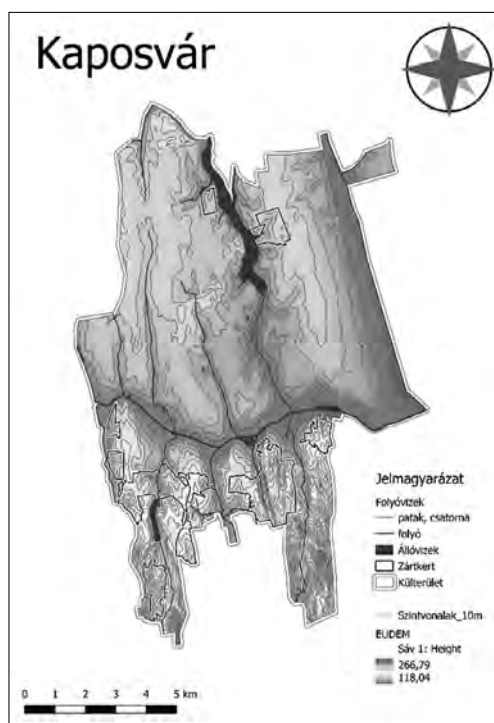 Kaposvár
Jelmagyarázat
Folyóvizek
patak, csatorna
folyó
Állóvizek
Zártkert
Külterület
Szintvonalak_10m
EUDEM
Sáv 1: Height
266,79
118,04
0 1 2 3 4 5 km